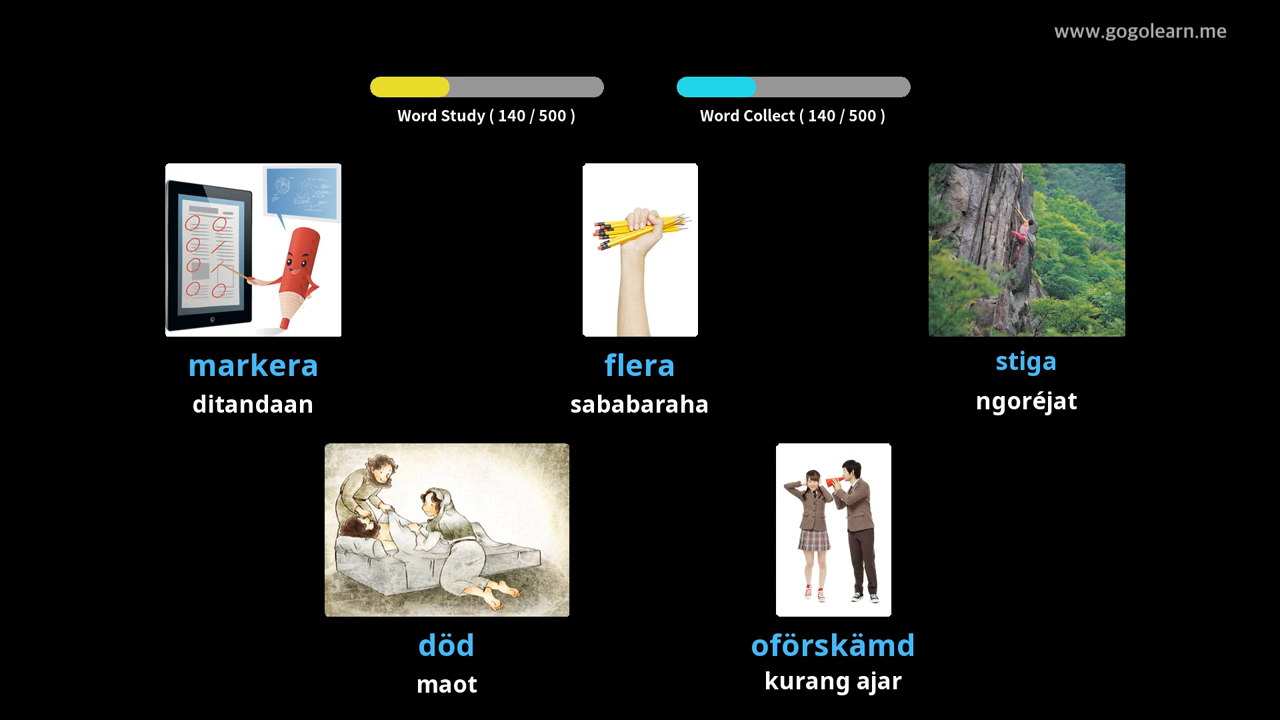 www.gogolearn.me
Word Study ( 140 / 500 )
Word Collect ( 140 / 500 )
markera
ditandaan
flera
sababaraha
stiga
ngoréjat
död
maot
oförskämd
kurang ajar